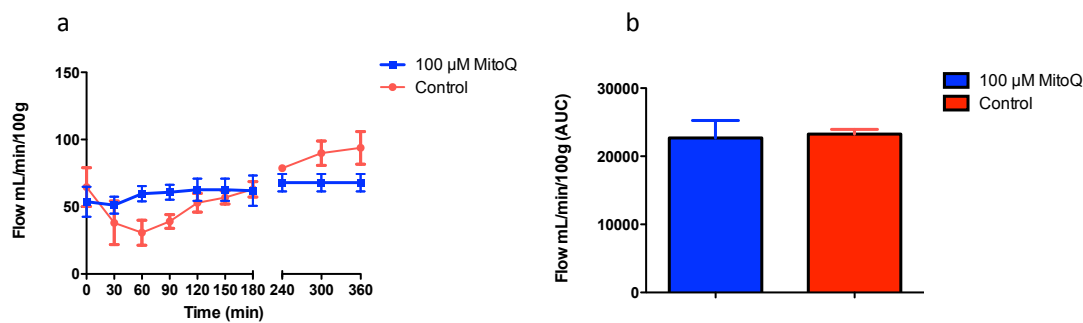 a
100 µM MitoQ
Control
Flow mL/min/100g
150
100
50
0
0 30 60 90 120 150 180 240 300 360
Time (min)
b
100 µM MitoQ
Control
Flow mL/min/100g (AUC)
30000
20000
10000
0